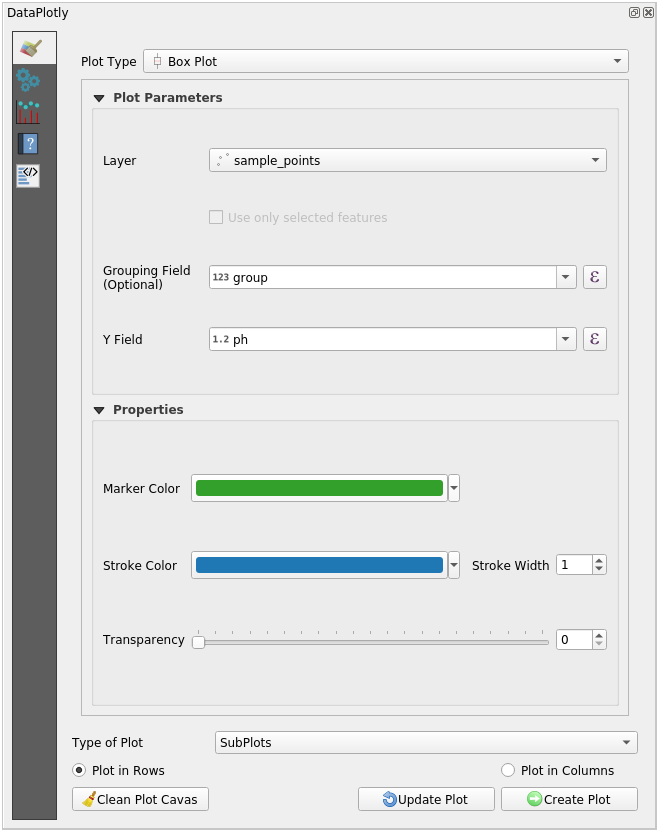 DataPlotly
Plot Type Box Plot
Plot Parameters
Layer sample_points
Use only selected features
Grouping Field
(Optional) 123 group ε
Y Field 1.2 ph ε
Properties
Marker Color
Stroke Color Stroke Width 1
Transparency 0
Type of Plot SubPlots
Plot in Rows Plot in Columns
Clean Plot Cavas Update Plot Create Plot